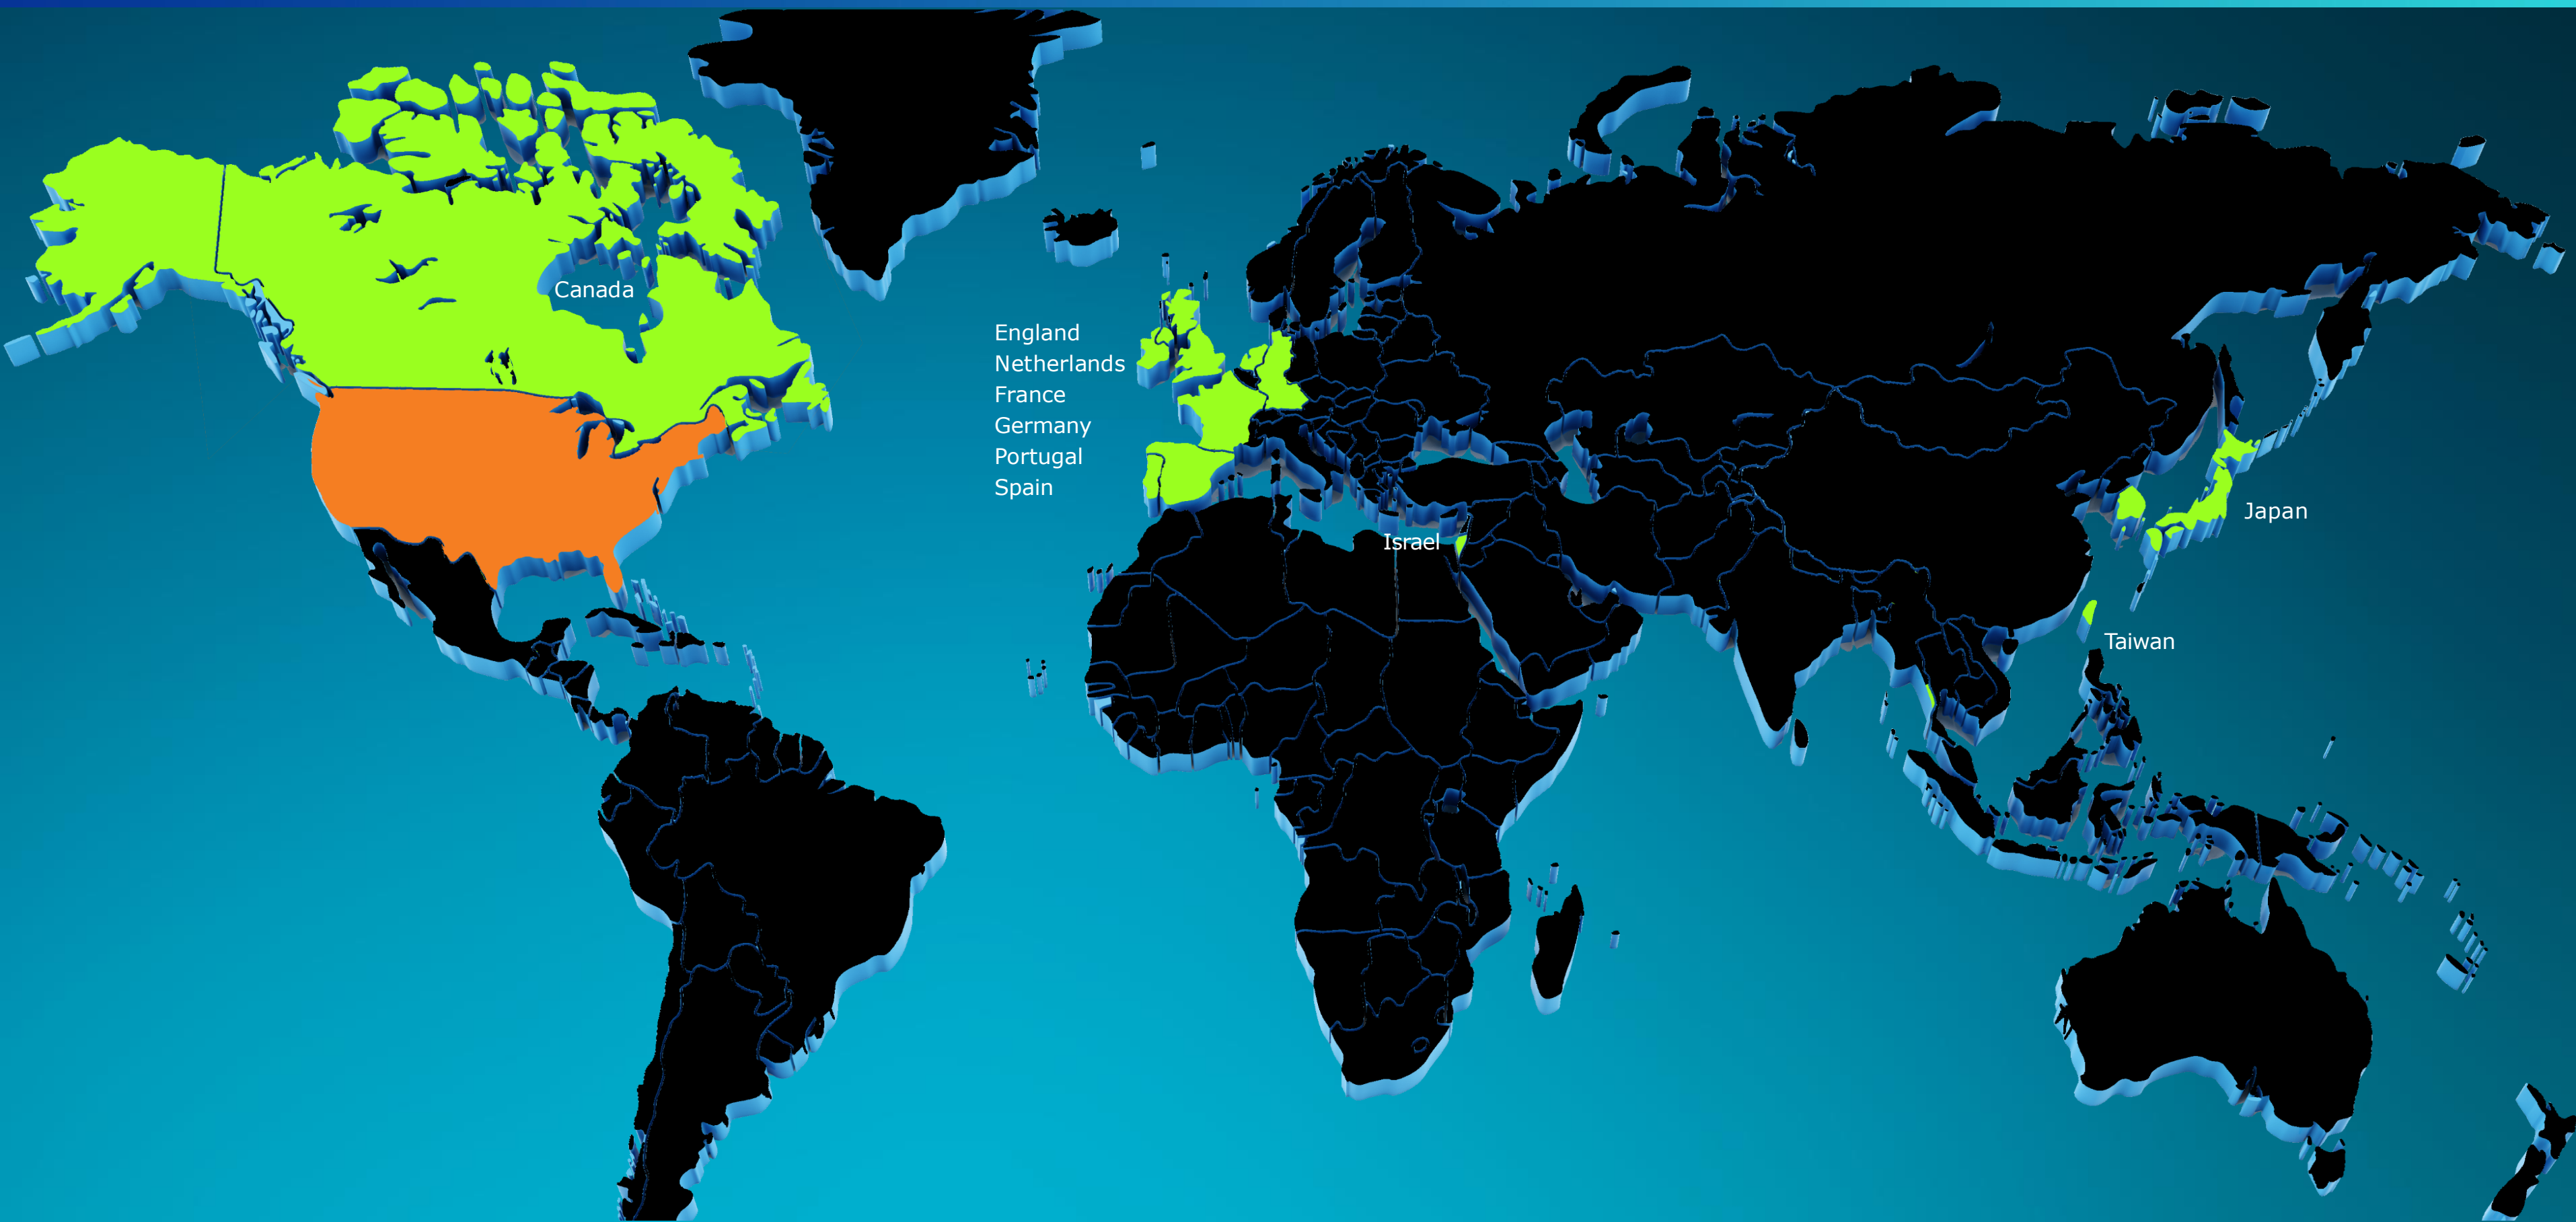 Canada
England
Netherlands
France
Germany
Portugal
Spain
Israel
Japan
Taiwan